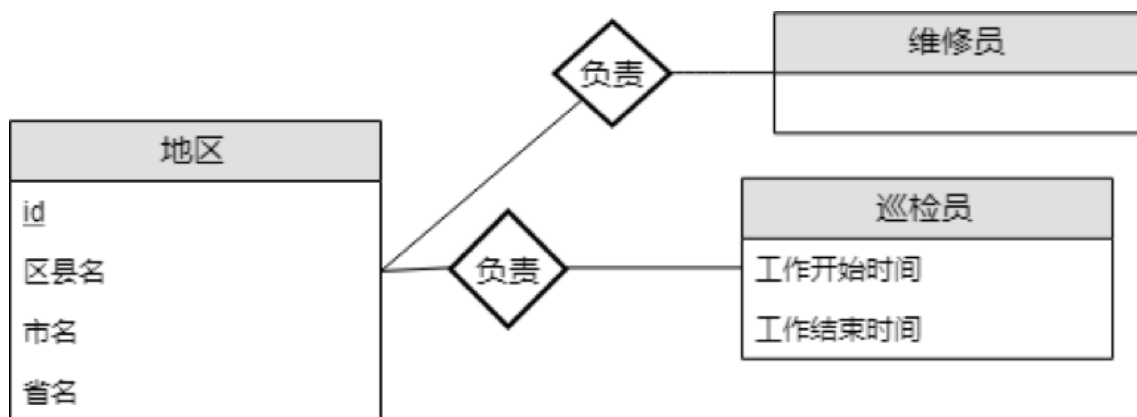 维修员
负责
地区
id
区县名
市名
省名
负责
巡检员
工作开始时间
工作结束时间